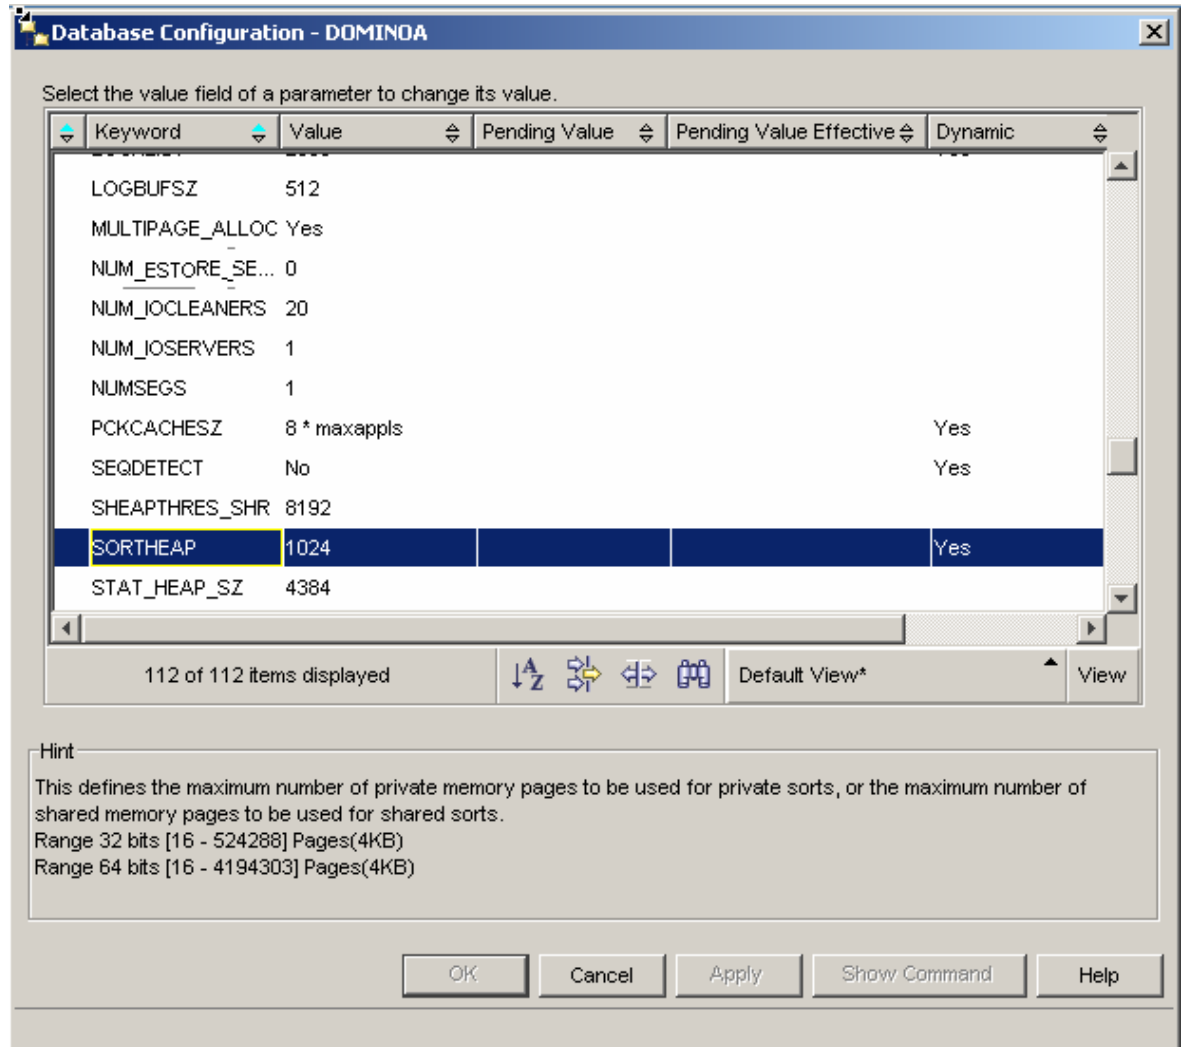 Database Configuration - DOMINOA
Select the value field of a parameter to change its value.
Keyword Value Pending Value Pending Value Effective Dynamic
LOGBUFSZ 512
MULTIPAGE_ALLOC Yes
NUM_ESTORE_SE... 0
NUM_IOCLEANERS 20
NUM_IOSERVERS 1
NUMSEGS 1
PCKCACHESZ 8 * maxappls Yes
SEQDETECT No Yes
SHEAPTHRES_SHR 8192
SORTHEAP 1024 Yes
STAT_HEAP_SZ 4384
112 of 112 items displayed A Z Default View* View
Hint
This defines the maximum number of private memory pages to be used for private sorts, or the maximum number of
shared memory pages to be used for shared sorts.
Range 32 bits [16 - 524288] Pages(4KB)
Range 64 bits [16 - 4194303] Pages(4KB)
OK Cancel Apply Show Command Help